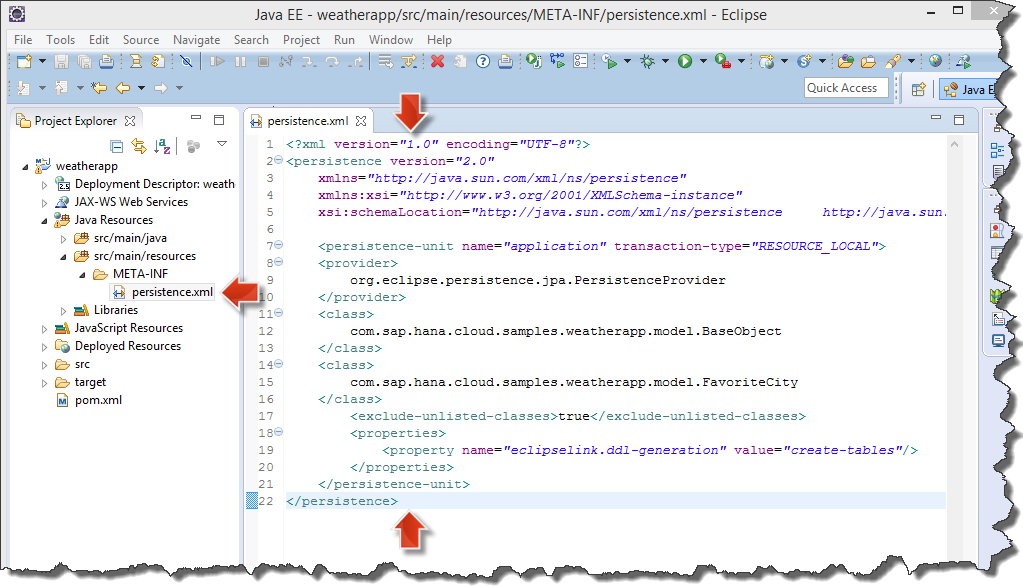 Java EE - weatherapp/src/main/resources/META-INF/persistence.xml - Eclipse
File Tools Edit Source Navigate Search Project Run Window Help
Quick Access
Java E
Project Explorer
weatherapp
Deployment Descriptor: weath
JAX-WS Web Services
Java Resources
src/main/java
src/main/resources
META-INF
persistence.xml
Libraries
JavaScript Resources
Deployed Resources
src
target
pom.xml
persistence.xml
1 <?xml version="1.0" encoding="UTF-8"?>
2 <persistence version="2.0"
3 xmlns="http://java.sun.com/xml/ns/persistence"
4 xmlns:xsi="http://www.w3.org/2001/XMLSchema-instance"
5 xsi:schemaLocation="http://java.sun.com/xml/ns/persistence http://java.sun.
6
7 <persistence-unit name="application" transaction-type="RESOURCE_LOCAL">
8 <provider>
9 org.eclipse.persistence.jpa.PersistenceProvider
10 </provider>
11 <class>
12 com.sap.hana.cloud.samples.weatherapp.model.BaseObject
13 </class>
14 <class>
15 com.sap.hana.cloud.samples.weatherapp.model.FavoriteCity
16 </class>
17 <exclude-unlisted-classes>true</exclude-unlisted-classes>
18 <properties>
19 <property name="eclipselink.ddl-generation" value="create-tables"/>
20 </properties>
21 </persistence-unit>
22 </persistence>